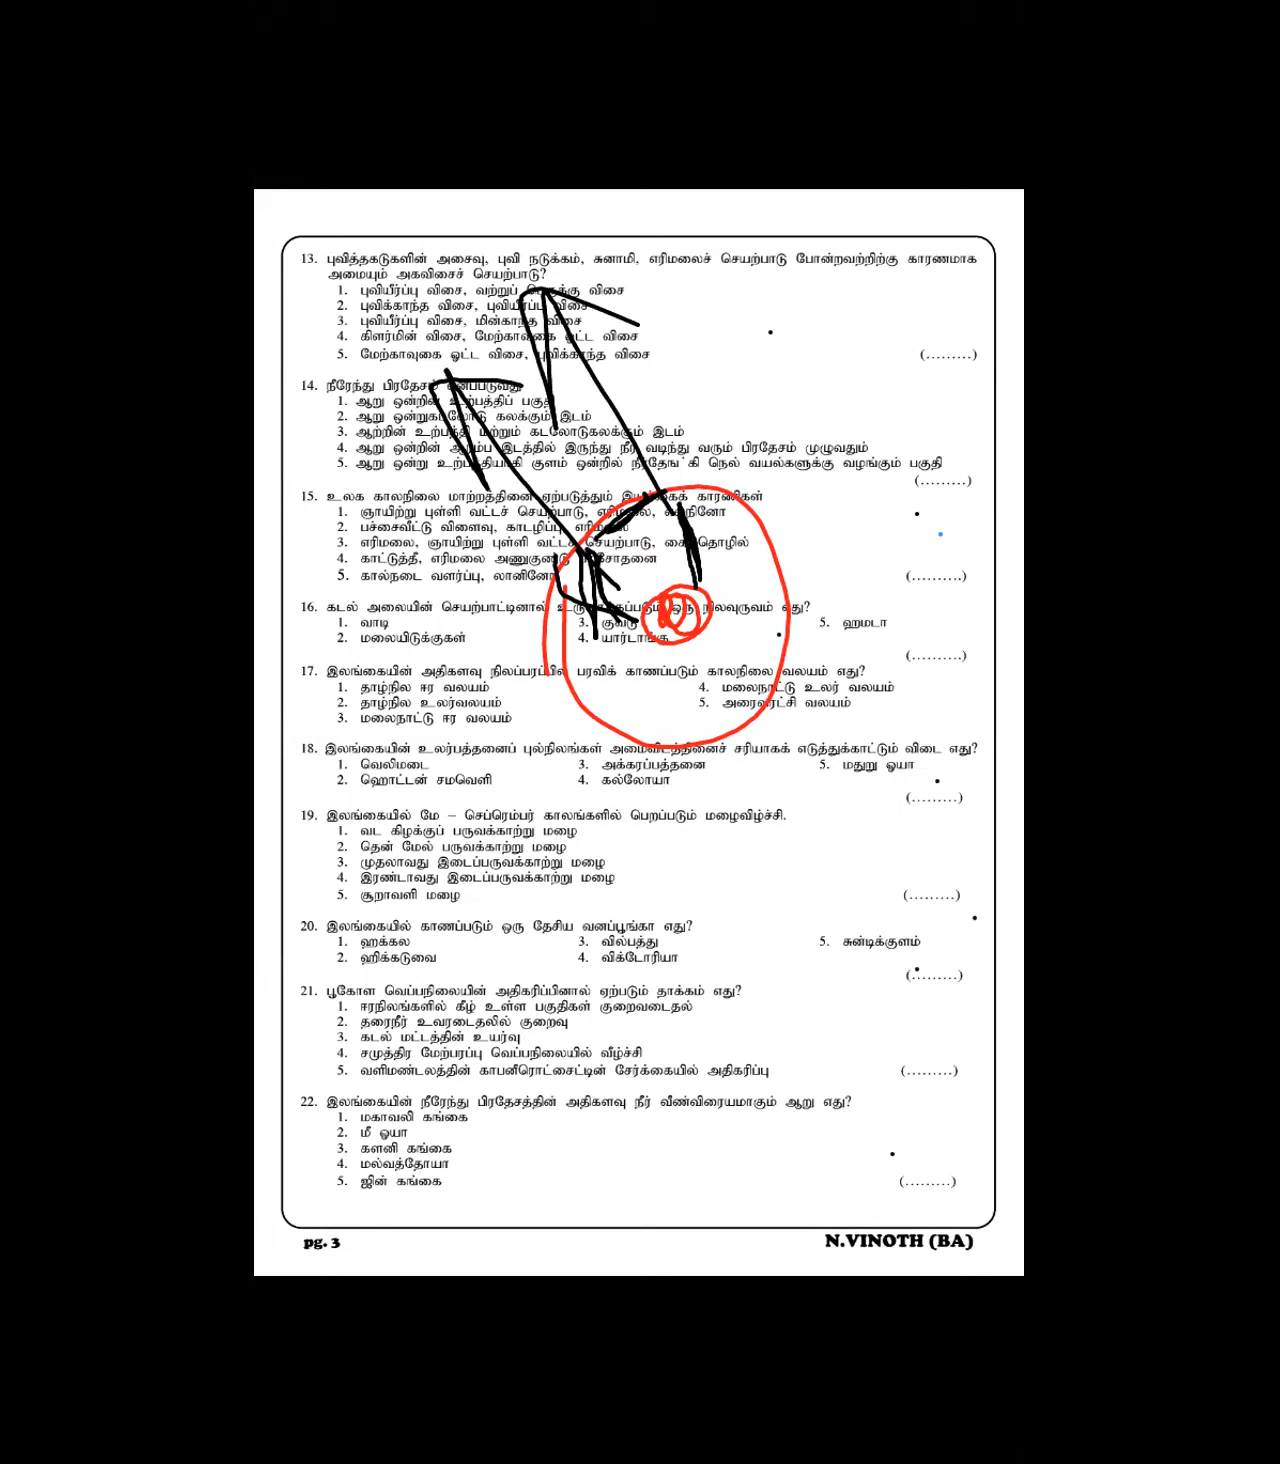 13. புவித்தகடுகளின் அசைவு, புவி நடுக்கம், சுனாமி, எரிமலைச் செயற்பாடு போன்றவற்றிற்கு காரணமாக
அமையும் அகவிசைச் செயற்பாடு?
1. புவியீர்ப்பு விசை, வற்றுப் பெருக்கு விசை
2. புவிக்காந்த விசை, புவியீர்ப்பு விசை
3. புவியீர்ப்பு விசை, மின்காந்த விசை
4. கிளர்மின் விசை, மேற்காவுகை ஓட்ட விசை
5. மேற்காவுகை ஓட்ட விசை, புவிக்காந்த விசை (.........)
14. நீரேந்து பிரதேசம் எனப்படுவது
1. ஆறு ஒன்றின் உற்பத்திப் பகுதி
2. ஆறு ஒன்றுகடலோடு கலக்கும் இடம்
3. ஆற்றின் உற்பத்தி மற்றும் கடலோடுகலக்கும் இடம்
4. ஆறு ஒன்றின் ஆரம்ப இடத்தில் இருந்து நீர் வடிந்து வரும் பிரதேசம் முழுவதும்
5. ஆறு ஒன்று உற்பத்தியாகி குளம் ஒன்றில் நீர்தேங்கி நெல் வயல்களுக்கு வழங்கும் பகுதி
(.........)
15. உலக காலநிலை மாற்றத்தினை ஏற்படுத்தும் இயற்கைக் காரணிகள்
1. ஞாயிற்று புள்ளி வட்டச் செயற்பாடு, எரிமலை, எல்நினோ
2. பச்சைவீட்டு விளைவு, காடழிப்பு, எரிமலை
3. எரிமலை, ஞாயிற்று புள்ளி வட்டச் செயற்பாடு, கைத்தொழில்
4. காட்டுத்தீ, எரிமலை அணுகுண்டு பரிசோதனை
5. கால்நடை வளர்ப்பு, லானினோ (..........)
16. கடல் அலையின் செயற்பாட்டினால் உருவாக்கப்படும் ஒரு நிலவுருவம் எது?
1. வாடி 3. குவடு 5. ஹமடா
2. மலையிடுக்குகள் 4. யார்டாங்கு
(..........)
17. இலங்கையின் அதிகளவு நிலப்பரப்பில் பரவிக் காணப்படும் காலநிலை வலயம் எது?
1. தாழ்நில ஈர வலயம் 4. மலைநாட்டு உலர் வலயம்
2. தாழ்நில உலர்வலயம் 5. அரைவரட்சி வலயம்
3. மலைநாட்டு ஈர வலயம்
18. இலங்கையின் உலர்பத்தனைப் புல்நிலங்கள் அமைவிடத்தினைச் சரியாகக் எடுத்துக்காட்டும் விடை எது?
1. வெலிமடை 3. அக்கரப்பத்தனை 5. மதுறு ஓயா
2. ஹொட்டன் சமவெளி 4. கல்லோயா
(.........)
19. இலங்கையில் மே – செப்ரெம்பர் காலங்களில் பெறப்படும் மழைவிழ்ச்சி.
1. வட கிழக்குப் பருவக்காற்று மழை
2. தென் மேல் பருவக்காற்று மழை
3. முதலாவது இடைப்பருவக்காற்று மழை
4. இரண்டாவது இடைப்பருவக்காற்று மழை
5. சூறாவளி மழை (.........)
20. இலங்கையில் காணப்படும் ஒரு தேசிய வனப்பூங்கா எது?
1. ஹக்கல 3. வில்பத்து 5. சுன்டிக்குளம்
2. ஹிக்கடுவை 4. விக்டோரியா
(.........)
21. பூகோள வெப்பநிலையின் அதிகரிப்பினால் ஏற்படும் தாக்கம் எது?
1. ஈரநிலங்களில் கீழ் உள்ள பகுதிகள் குறைவடைதல்
2. தரைநீர் உவரடைதலில் குறைவு
3. கடல் மட்டத்தின் உயர்வு
4. சமுத்திர மேற்பரப்பு வெப்பநிலையில் வீழ்ச்சி
5. வளிமண்டலத்தின் காபனீரொட்சைட்டின் சேர்க்கையில் அதிகரிப்பு (.........)
22. இலங்கையின் நீரேந்து பிரதேசத்தின் அதிகளவு நீர் வீண்விரையமாகும் ஆறு எது?
1. மகாவலி கங்கை
2. மீ ஓயா
3. களனி கங்கை
4. மல்வத்தோயா
5. ஜின் கங்கை (.........)
pg. 3 N.VINOTH (BA)